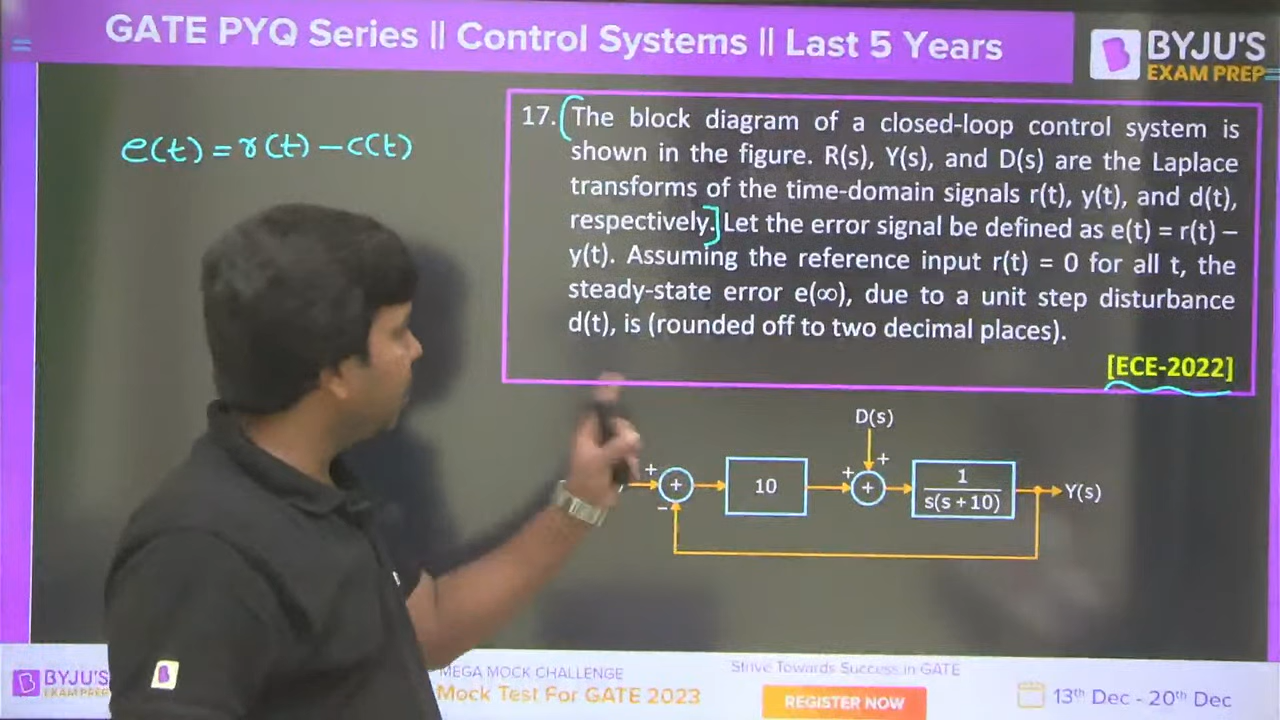 GATE PYQ Series || Control Systems || Last 5 Years
BYJU'S
EXAM PREP
e(t) = r(t) - c(t)
17. The block diagram of a closed-loop control system is
shown in the figure. R(s), Y(s), and D(s) are the Laplace
transforms of the time-domain signals r(t), y(t), and d(t),
respectively. Let the error signal be defined as e(t) = r(t) –
y(t). Assuming the reference input r(t) = 0 for all t, the
steady-state error e(∞), due to a unit step disturbance
d(t), is (rounded off to two decimal places).
[ECE-2022]
D(s)
+ + 10 + + + 1 Y(s)
– s(s + 10)
BYJU'S
EXAM PREP
MEGA MOCK CHALLENGE
Mock Test For GATE 2023
Strive Towards Success in GATE
REGISTER NOW
13th Dec - 20th Dec